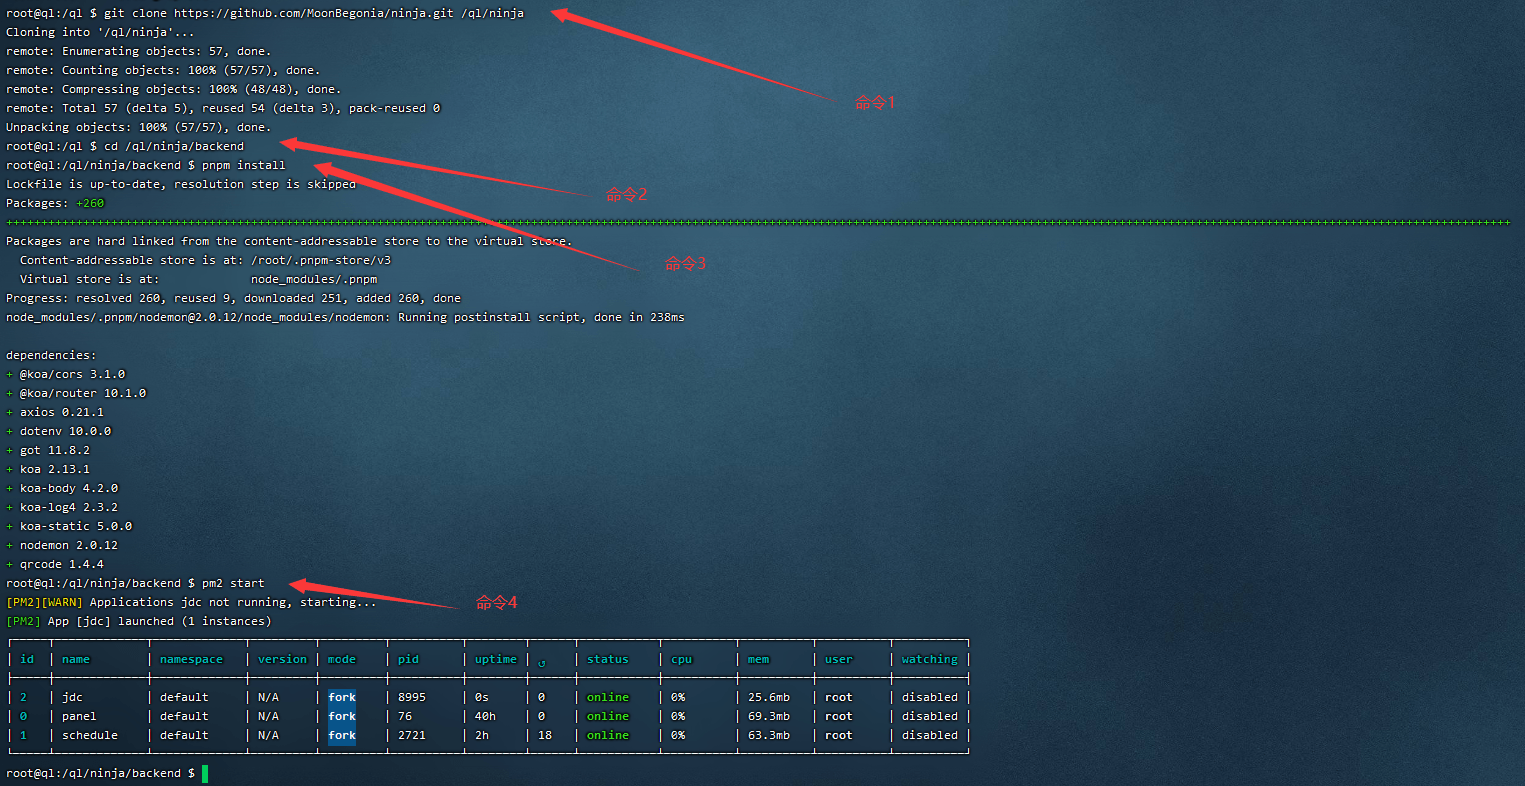 root@ql:/ql $ git clone https://github.com/MoonBegonia/ninja.git /ql/ninja
Cloning into '/ql/ninja'...
remote: Enumerating objects: 57, done.
remote: Counting objects: 100% (57/57), done.
remote: Compressing objects: 100% (48/48), done.
命令1
remote: Total 57 (delta 5), reused 54 (delta 3), pack-reused 0
Unpacking objects: 100% (57/57), done.
root@ql:/ql $ cd /ql/ninja/backend
root@ql:/ql/ninja/backend $ pnpm install
Lockfile is up-to-date, resolution step is skipped
命令2
Packages: +260
++++++++++++++++++++++++++++++++++++++++++++++++++++++++++++++++++++++++++++++++++++++++++++++++++++++++++++++++++++++++++++++++++++++++++++++++++++++++++++++++++++++++++++++++++++++++++++++++++++++++++++++++++++++
Packages are hard linked from the content-addressable store to the virtual store.
Content-addressable store is at: /root/.pnpm-store/v3
命令3
Virtual store is at: node_modules/.pnpm
Progress: resolved 260, reused 9, downloaded 251, added 260, done
node_modules/.pnpm/nodemon@2.0.12/node_modules/nodemon: Running postinstall script, done in 238ms
dependencies:
+ @koa/cors 3.1.0
+ @koa/router 10.1.0
+ axios 0.21.1
+ dotenv 10.0.0
+ got 11.8.2
+ koa 2.13.1
+ koa-body 4.2.0
+ koa-log4 2.3.2
+ koa-static 5.0.0
+ nodemon 2.0.12
+ qrcode 1.4.4
root@ql:/ql/ninja/backend $ pm2 start
[PM2][WARN] Applications jdc not running, starting...
命令4
[PM2] App [jdc] launched (1 instances)
id name namespace version mode pid uptime ↺ status cpu mem user watching
2 jdc default N/A fork 8995 0s 0 online 0% 25.6mb root disabled
0 panel default N/A fork 76 40h 0 online 0% 69.3mb root disabled
1 schedule default N/A fork 2721 2h 18 online 0% 63.3mb root disabled
root@ql:/ql/ninja/backend $